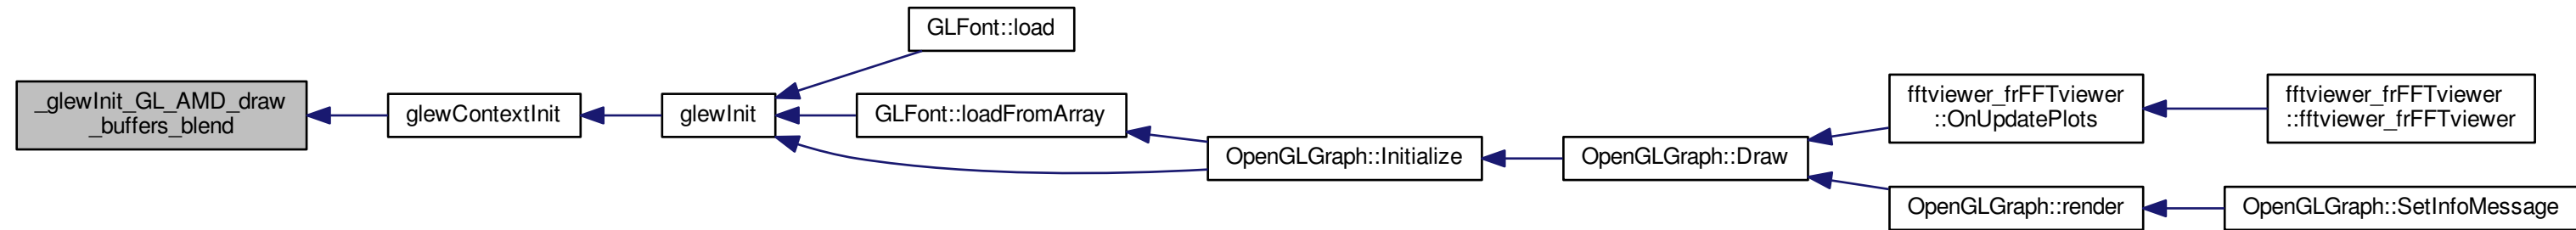 GLFont::load
_glewInit_GL_AMD_draw
_buffers_blend
glewContextInit
glewInit
GLFont::loadFromArray
OpenGLGraph::Initialize
OpenGLGraph::Draw
fftviewer_frFFTviewer
::OnUpdatePlots
fftviewer_frFFTviewer
::fftviewer_frFFTviewer
OpenGLGraph::render
OpenGLGraph::SetInfoMessage